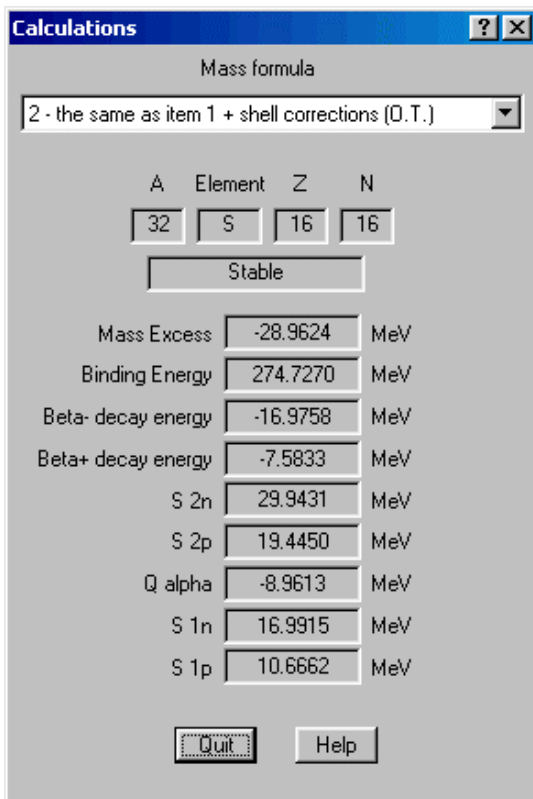 Calculations ? X
Mass formula
2 - the same as item 1 + shell corrections (O.T.)
A Element Z N
32 S 16 16
Stable
Mass Excess -28.9624 MeV
Binding Energy 274.7270 MeV
Beta- decay energy -16.9758 MeV
Beta+ decay energy -7.5833 MeV
S 2n 29.9431 MeV
S 2p 19.4450 MeV
Q alpha -8.9613 MeV
S 1n 16.9915 MeV
S 1p 10.6662 MeV
Quit Help